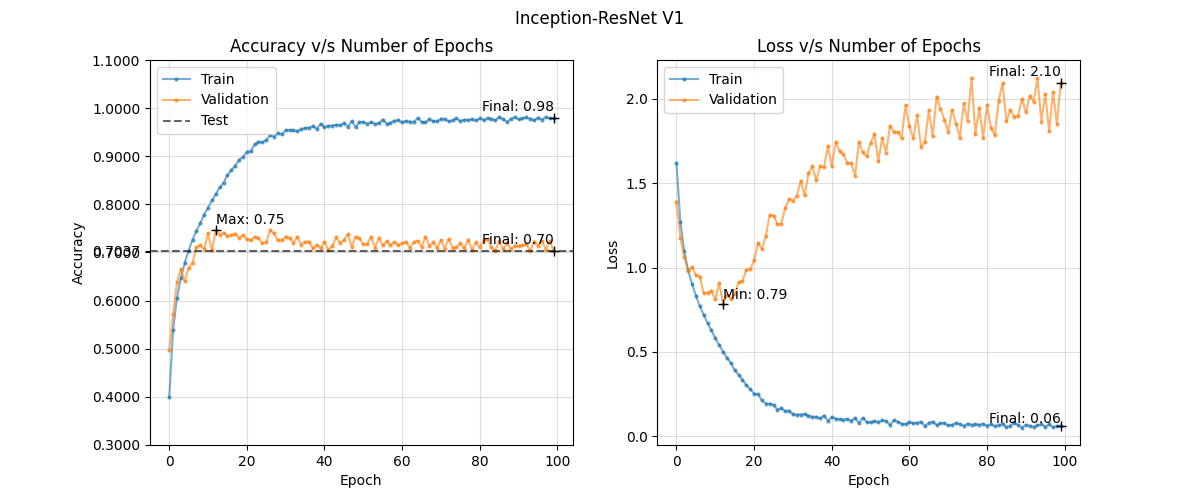 Inception-ResNet V1
Accuracy v/s Number of Epochs
1.1000
1.0000
0.9000
0.8000
0.7037
0.7000
0.6000
0.5000
0.4000
0.3000
Accuracy
Train
Validation
Test
Final: 0.98
Max: 0.75
Final: 0.70
0
20
40
60
80
100
Epoch
Loss v/s Number of Epochs
2.0
1.5
1.0
0.5
0.0
Loss
Train
Validation
Final: 2.10
Min: 0.79
Final: 0.06
0
20
40
60
80
100
Epoch